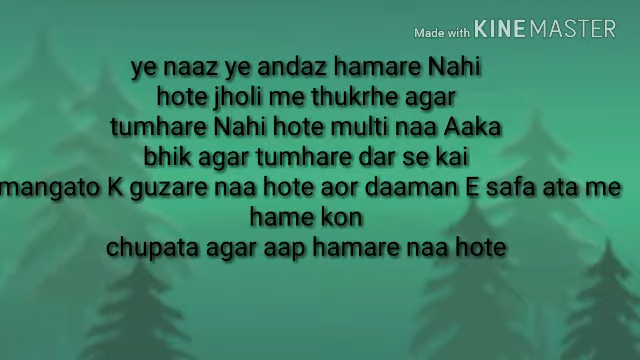 Made with KINEMASTER
ye naaz ye andaz hamare Nahi
hote jholi me thukrhe agar
tumhare Nahi hote multi naa Aaka
bhik agar tumhare dar se kai
mangato K guzare naa hote aor daaman E safa ata me
hame kon
chupata agar aap hamare naa hote